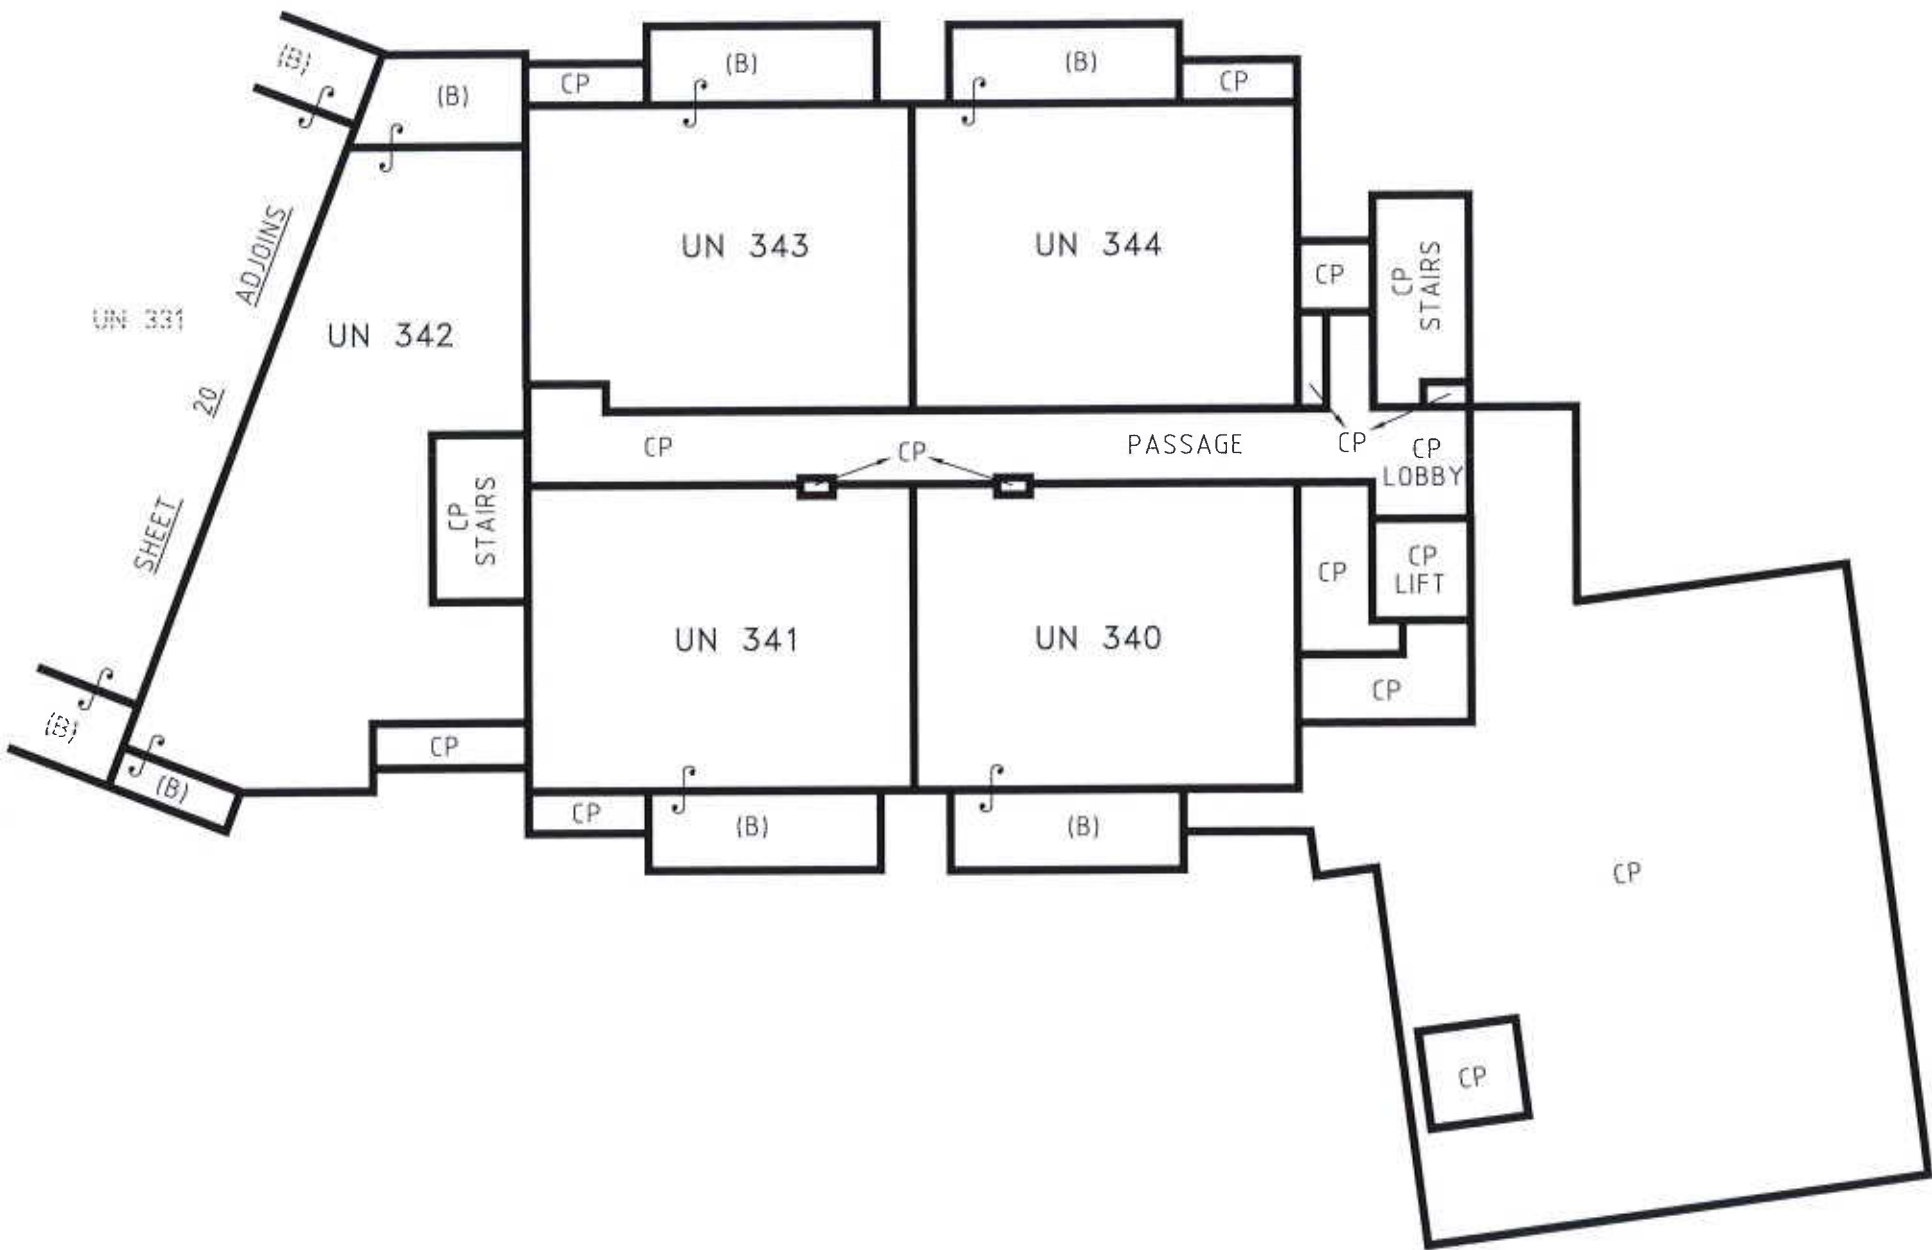 (B)
(B)
CP
(B)
(B)
CP
UN 331
ADJOINS
20
SHEET
UN 342
UN 343
UN 344
CP
CP
STAIRS
CP
CP
PASSAGE
CP
CP
LOBBY
CP
STAIRS
CP
CP
LIFT
UN 341
UN 340
CP
(B)
(B)
CP
CP
(B)
(B)
CP
CP